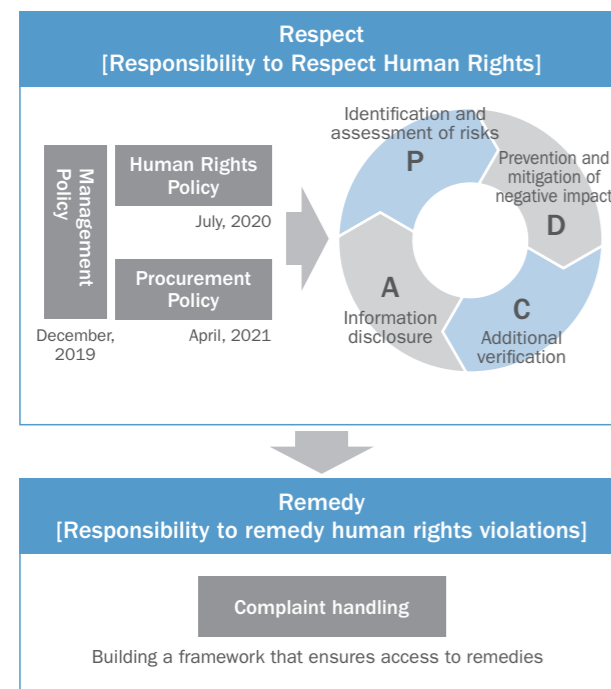 Respect
[Responsibility to Respect Human Rights]
Management
Policy
December,
2019
Human Rights
Policy
July, 2020
Procurement
Policy
April, 2021
Identification and
assessment of risks
P
Prevention and
mitigation of
negative impact
D
C
Additional
verification
A
Information
disclosure
Remedy
[Responsibility to remedy human rights violations]
Complaint handling
Building a framework that ensures access to remedies